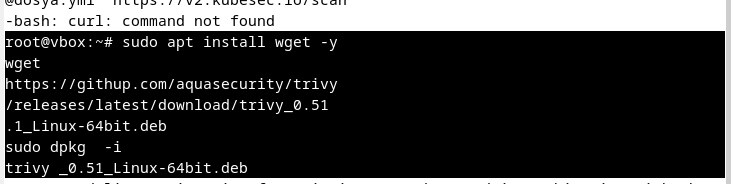 @dosya.yml  https://v2.kubesec.io/scan
-bash: curl: command not found
root@vbox:~# sudo apt install wget -y
wget
https://githup.com/aquasecurity/trivy
/releases/latest/download/trivy_0.51
.1_Linux-64bit.deb
sudo dpkg  -i
trivy _0.51_Linux-64bit.deb